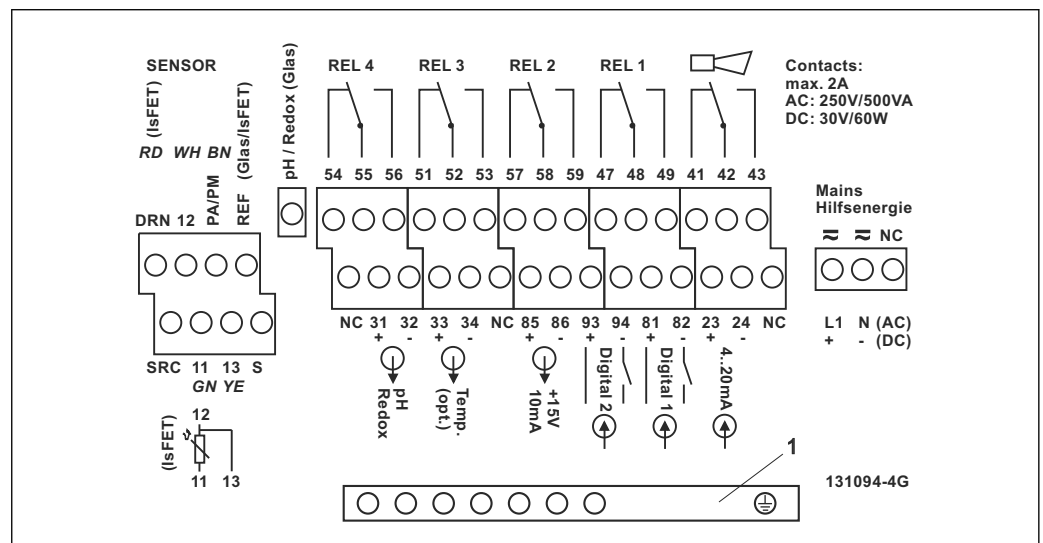 SENSOR
(IsFET)
RD WH BN
PA/PM
REF (Glas/IsFET)
DRN 12
SRC 11 13 S
GN YE
(IsFET)
12
11 13
pH / Redox (Glas)
REL 4 REL 3 REL 2 REL 1
54 55 56 51 52 53 57 58 59 47 48 49 41 42 43
Contacts:
max. 2A
AC: 250V/500VA
DC: 30V/60W
Mains
Hilfsenergie
≂ ≂ NC
L1 N (AC)
+ - (DC)
NC 31 32 33 34 NC 85 86 93 94 81 82 23 24 NC
+ - + - + - + - + - + -
pH
Redox
Temp.
(opt.)
+15V
10mA
Digital 2
Digital 1
4..20mA
1
131094-4G